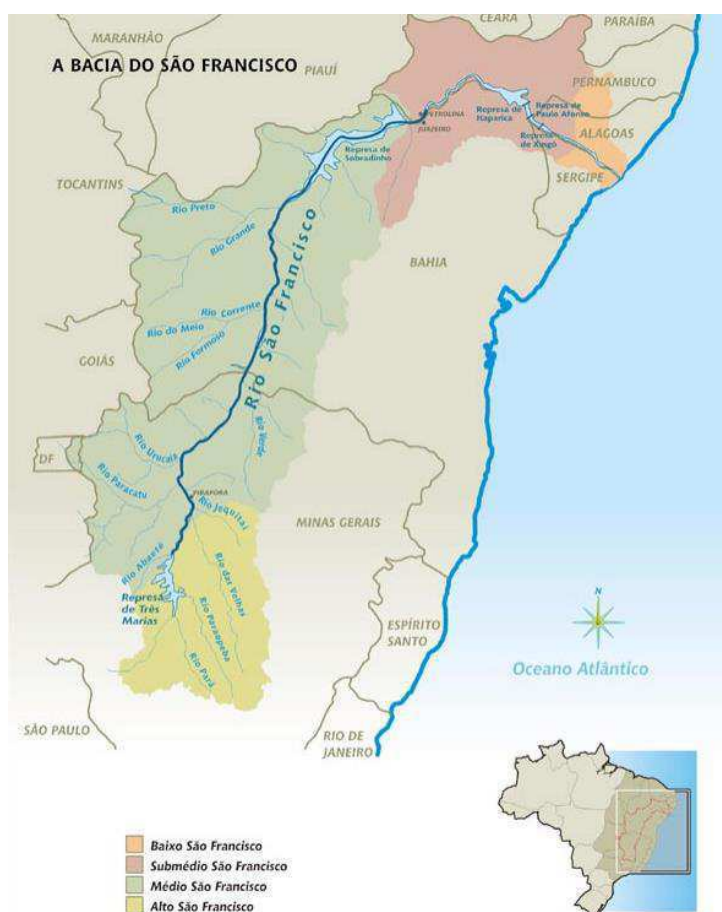 CEARÁ
PARAÍBA
MARANHÃO
A BACIA DO SÃO FRANCISCO
PIAUÍ
PERNAMBUCO
PETROLINA
JUAZEIRO
Represa de
Itaparica
Represa de
Paulo Afonso
ALAGOAS
Represa
de Xingó
Represa de
Sobradinho
SERGIPE
TOCANTINS
Rio Preto
Rio Grande
BAHIA
Rio São Francisco
Rio Corrente
Rio do Meio
Rio Formoso
GOIÁS
Rio Verde
Rio Urucuia
DF
Rio Paracatu
PIRAPORA
Rio Jequitaí
MINAS GERAIS
Rio Abaeté
Represa
de Três
Marias
Rio das Velhas
Rio Paraopeba
Rio Pará
ESPÍRITO
SANTO
N
Oceano Atlântico
SÃO PAULO
RIO DE
JANEIRO
Baixo São Francisco
Submédio São Francisco
Médio São Francisco
Alto São Francisco